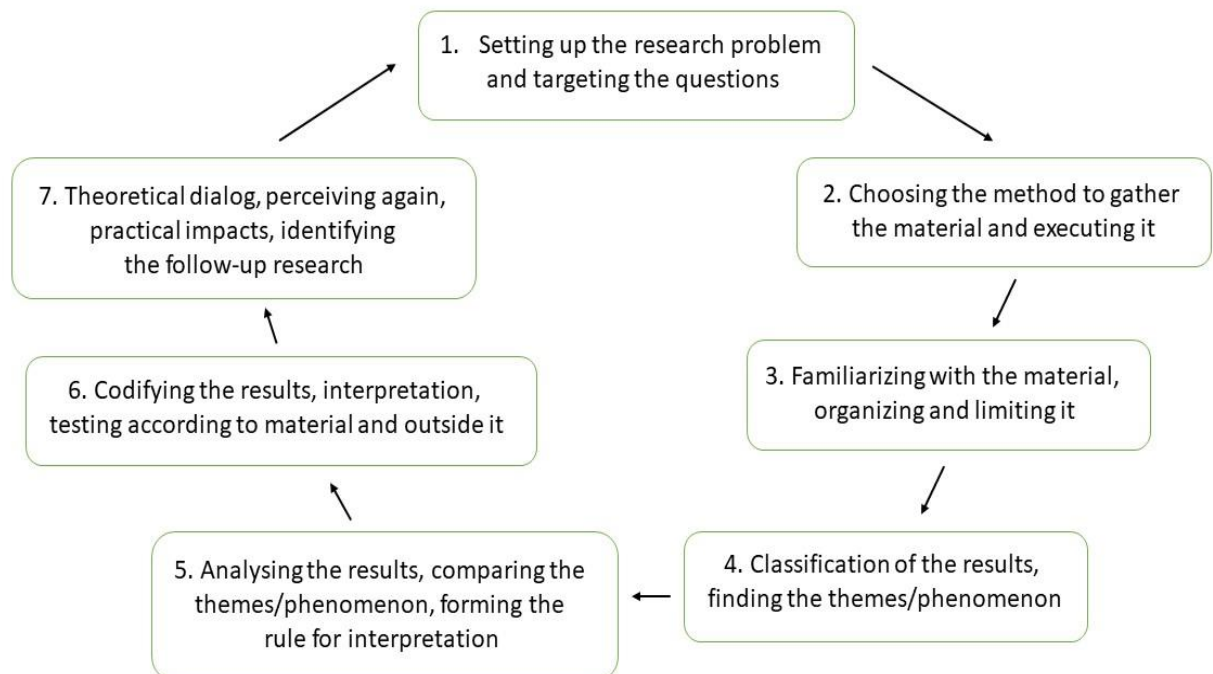 1. Setting up the research problem
and targeting the questions
2. Choosing the method to gather
the material and executing it
3. Familiarizing with the material,
organizing and limiting it
4. Classification of the results,
finding the themes/phenomenon
5. Analysing the results, comparing the
themes/phenomenon, forming the
rule for interpretation
6. Codifying the results, interpretation,
testing according to material and outside it
7. Theoretical dialog, perceiving again,
practical impacts, identifying
the follow-up research